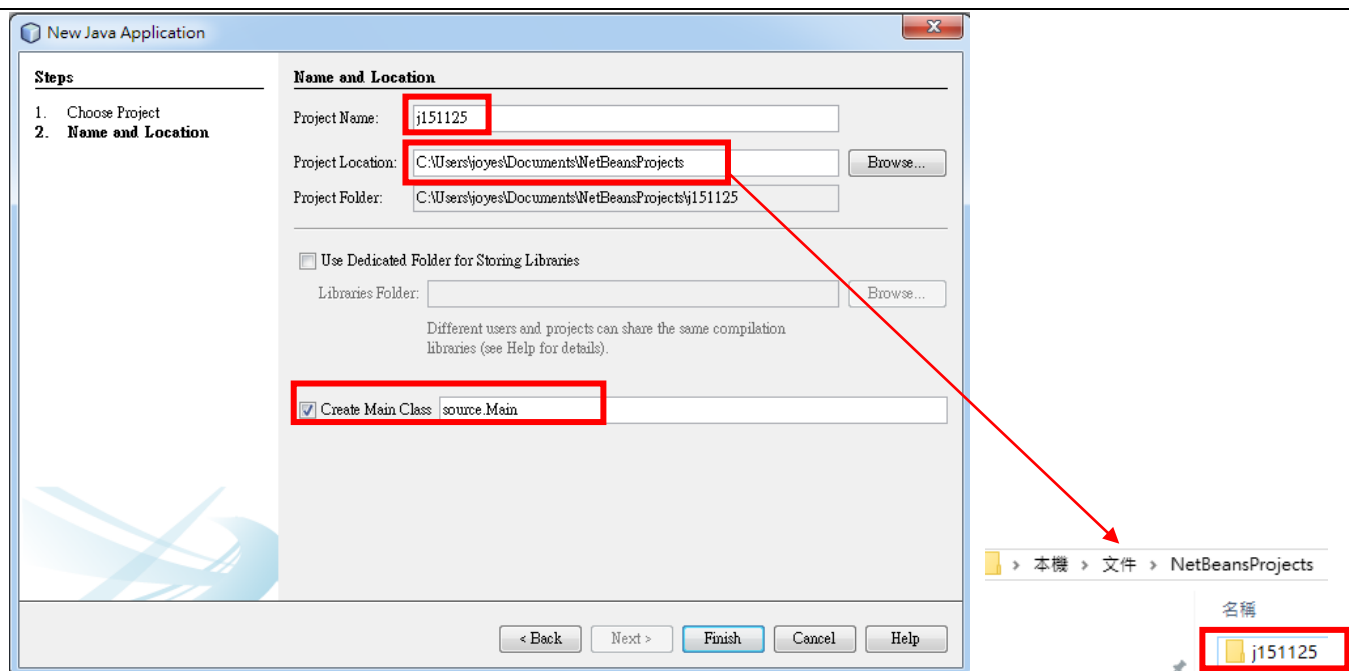 New Java Application
Steps
1. Choose Project
2. Name and Location
Name and Location
Project Name: j151125
Project Location: C:\Users\joyes\Documents\NetBeansProjects Browse...
Project Folder: C:\Users\joyes\Documents\NetBeansProjects\j151125
Use Dedicated Folder for Storing Libraries
Libraries Folder: Browse...
Different users and projects can share the same compilation
libraries (see Help for details).
Create Main Class source.Main
< Back Next > Finish Cancel Help
› 本機 › 文件 › NetBeansProjects
名稱
j151125